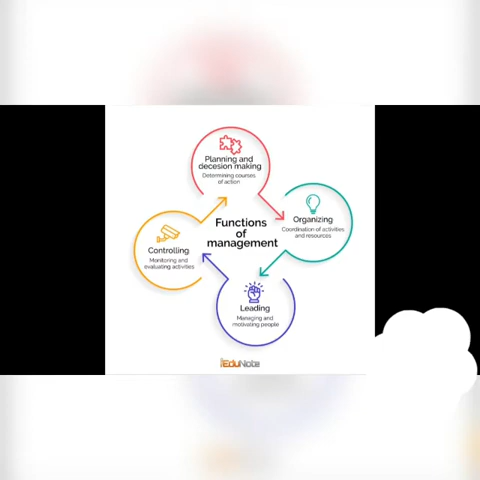 Planning and
decesion making
Determining courses
of action
Organizing
Coordination of activities
and resources
Functions
of
management
Controlling
Monitoring and
evaluating activities
Leading
Managing and
motivating people
iEduNote